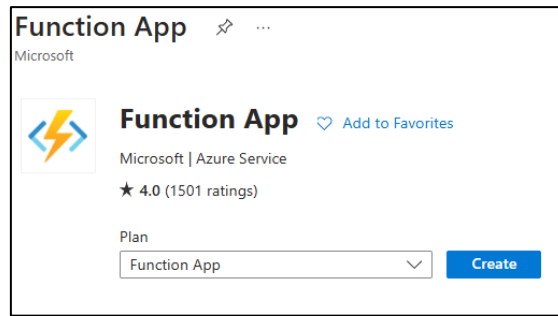 Function App ...
Microsoft
Function App Add to Favorites
Microsoft | Azure Service
★ 4.0 (1501 ratings)
Plan
Function App Create